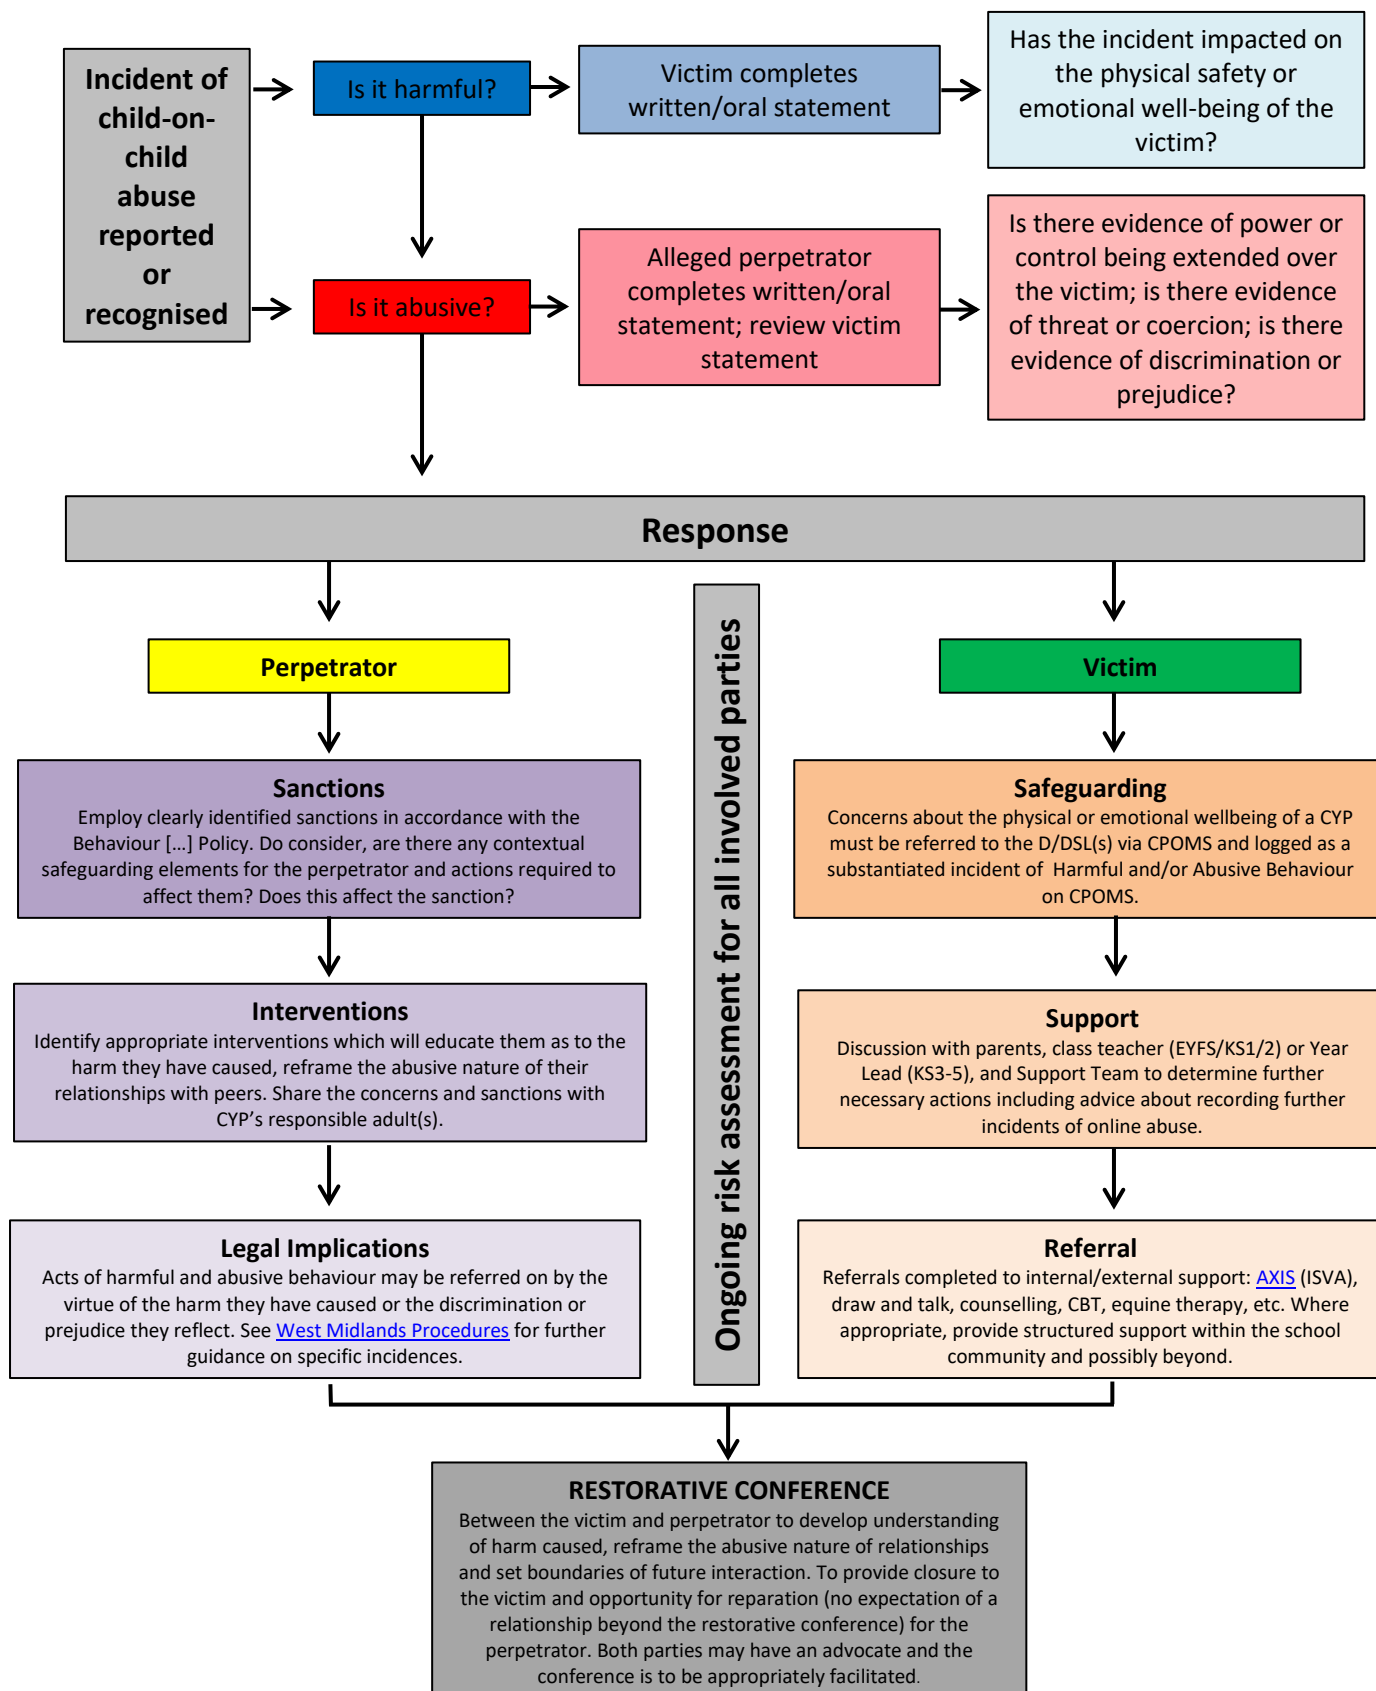 Incident of
child-on-
child
abuse
reported
or
recognised
Is it harmful?
Victim completes
written/oral statement
Has the incident impacted on
the physical safety or
emotional well-being of the
victim?
Is it abusive?
Alleged perpetrator
completes written/oral
statement; review victim
statement
Is there evidence of power or
control being extended over
the victim; is there evidence
of threat or coercion; is there
evidence of discrimination or
prejudice?
Response
Perpetrator
Sanctions
Employ clearly identified sanctions in accordance with the
Behaviour [...] Policy. Do consider, are there any contextual
safeguarding elements for the perpetrator and actions required to
affect them? Does this affect the sanction?
Interventions
Identify appropriate interventions which will educate them as to the
harm they have caused, reframe the abusive nature of their
relationships with peers. Share the concerns and sanctions with
CYP's responsible adult(s).
Legal Implications
Acts of harmful and abusive behaviour may be referred on by the
virtue of the harm they have caused or the discrimination or
prejudice they reflect. See West Midlands Procedures for further
guidance on specific incidences.
Ongoing risk assessment for all involved parties
Victim
Safeguarding
Concerns about the physical or emotional wellbeing of a CYP
must be referred to the D/DSL(s) via CPOMS and logged as a
substantiated incident of Harmful and/or Abusive Behaviour
on CPOMS.
Support
Discussion with parents, class teacher (EYFS/KS1/2) or Year
Lead (KS3-5), and Support Team to determine further
necessary actions including advice about recording further
incidents of online abuse.
Referral
Referrals completed to internal/external support: AXIS (ISVA),
draw and talk, counselling, CBT, equine therapy, etc. Where
appropriate, provide structured support within the school
community and possibly beyond.
RESTORATIVE CONFERENCE
Between the victim and perpetrator to develop understanding
of harm caused, reframe the abusive nature of relationships
and set boundaries of future interaction. To provide closure to
the victim and opportunity for reparation (no expectation of a
relationship beyond the restorative conference) for the
perpetrator. Both parties may have an advocate and the
conference is to be appropriately facilitated.